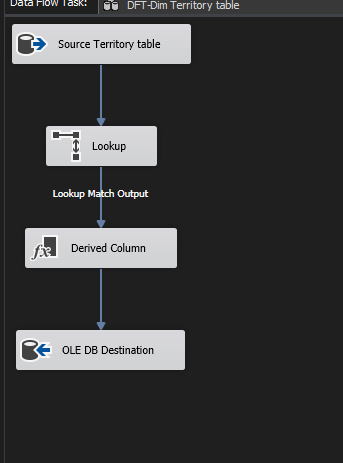 Data Flow Task: DFT-Dim Territory table
Source Territory table
Lookup
Lookup Match Output
fx
Derived Column
OLE DB Destination